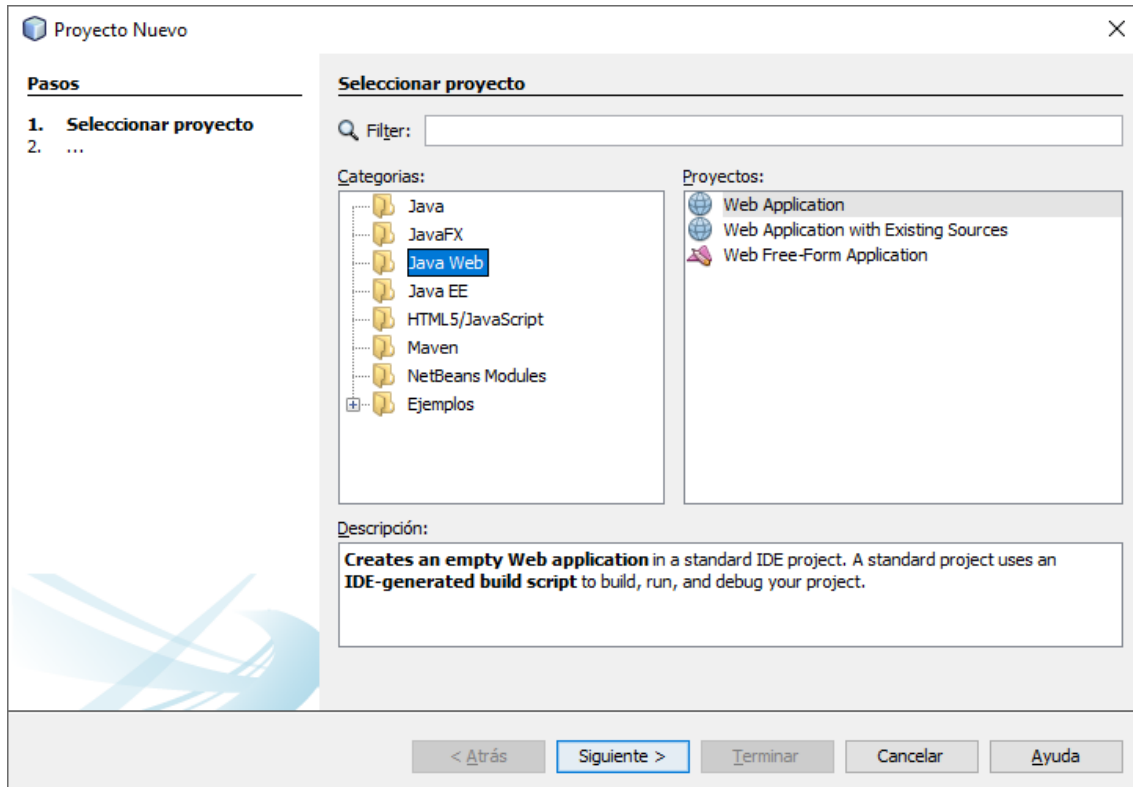 Proyecto Nuevo
Pasos
1. Seleccionar proyecto
2. ...
Seleccionar proyecto
Filter:
Categorias:
Java
JavaFX
Java Web
Java EE
HTML5/JavaScript
Maven
NetBeans Modules
Ejemplos
Proyectos:
Web Application
Web Application with Existing Sources
Web Free-Form Application
Descripción:
Creates an empty Web application in a standard IDE project. A standard project uses an
IDE-generated build script to build, run, and debug your project.
< Atrás
Siguiente >
Terminar
Cancelar
Ayuda